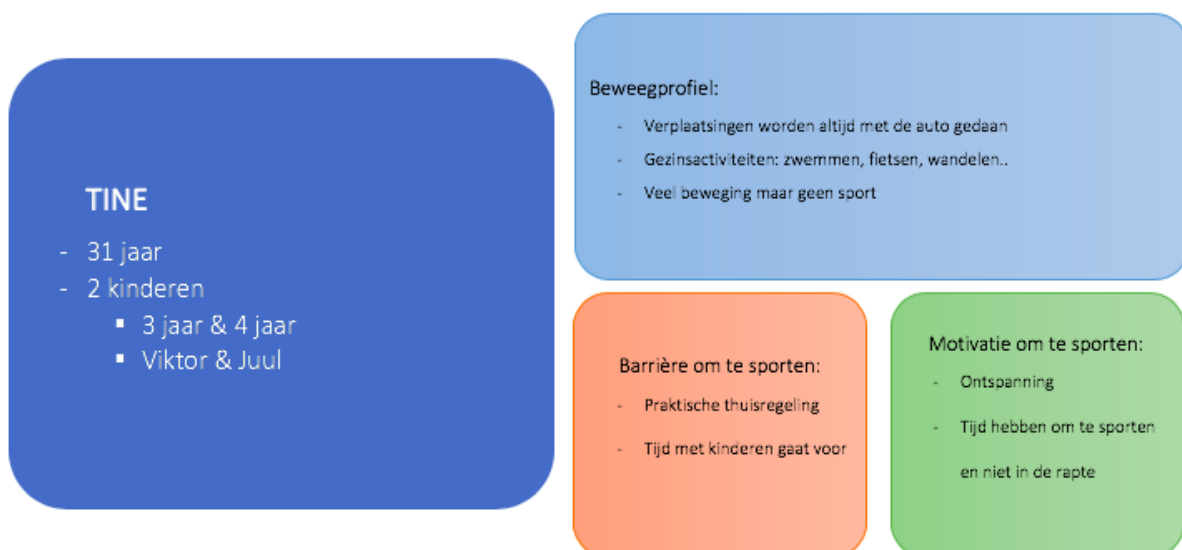 TINE
- 31 jaar
- 2 kinderen
▪ 3 jaar & 4 jaar
▪ Viktor & Juul
Beweegprofiel:
- Verplaatsingen worden altijd met de auto gedaan
- Gezinsactiviteiten: zwemmen, fietsen, wandelen..
- Veel beweging maar geen sport
Barrière om te sporten:
- Praktische thuisregeling
- Tijd met kinderen gaat voor
Motivatie om te sporten:
- Ontspanning
- Tijd hebben om te sporten
en niet in de rapte